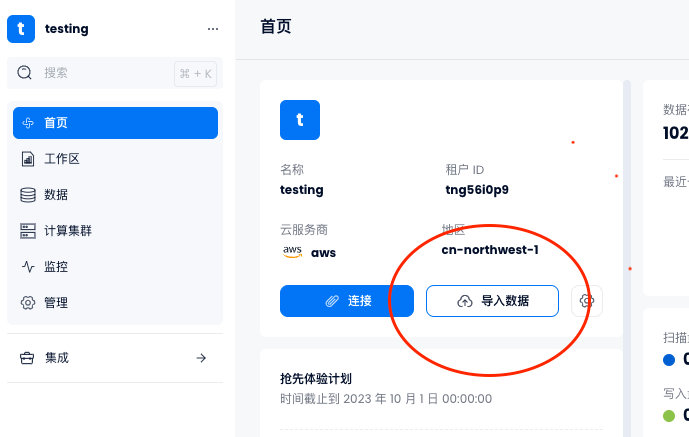 t testing ...
搜索 ⌘ + K
首页
工作区
数据
计算集群
监控
管理
集成
首页
t
名称 租户 ID
testing tng56i0p9
云服务商 地区
aws aws cn-northwest-1
连接 导入数据
抢先体验计划
时间截止到 2023 年 10 月 1 日 00:00:00
数据
102
最近
扫描
写入